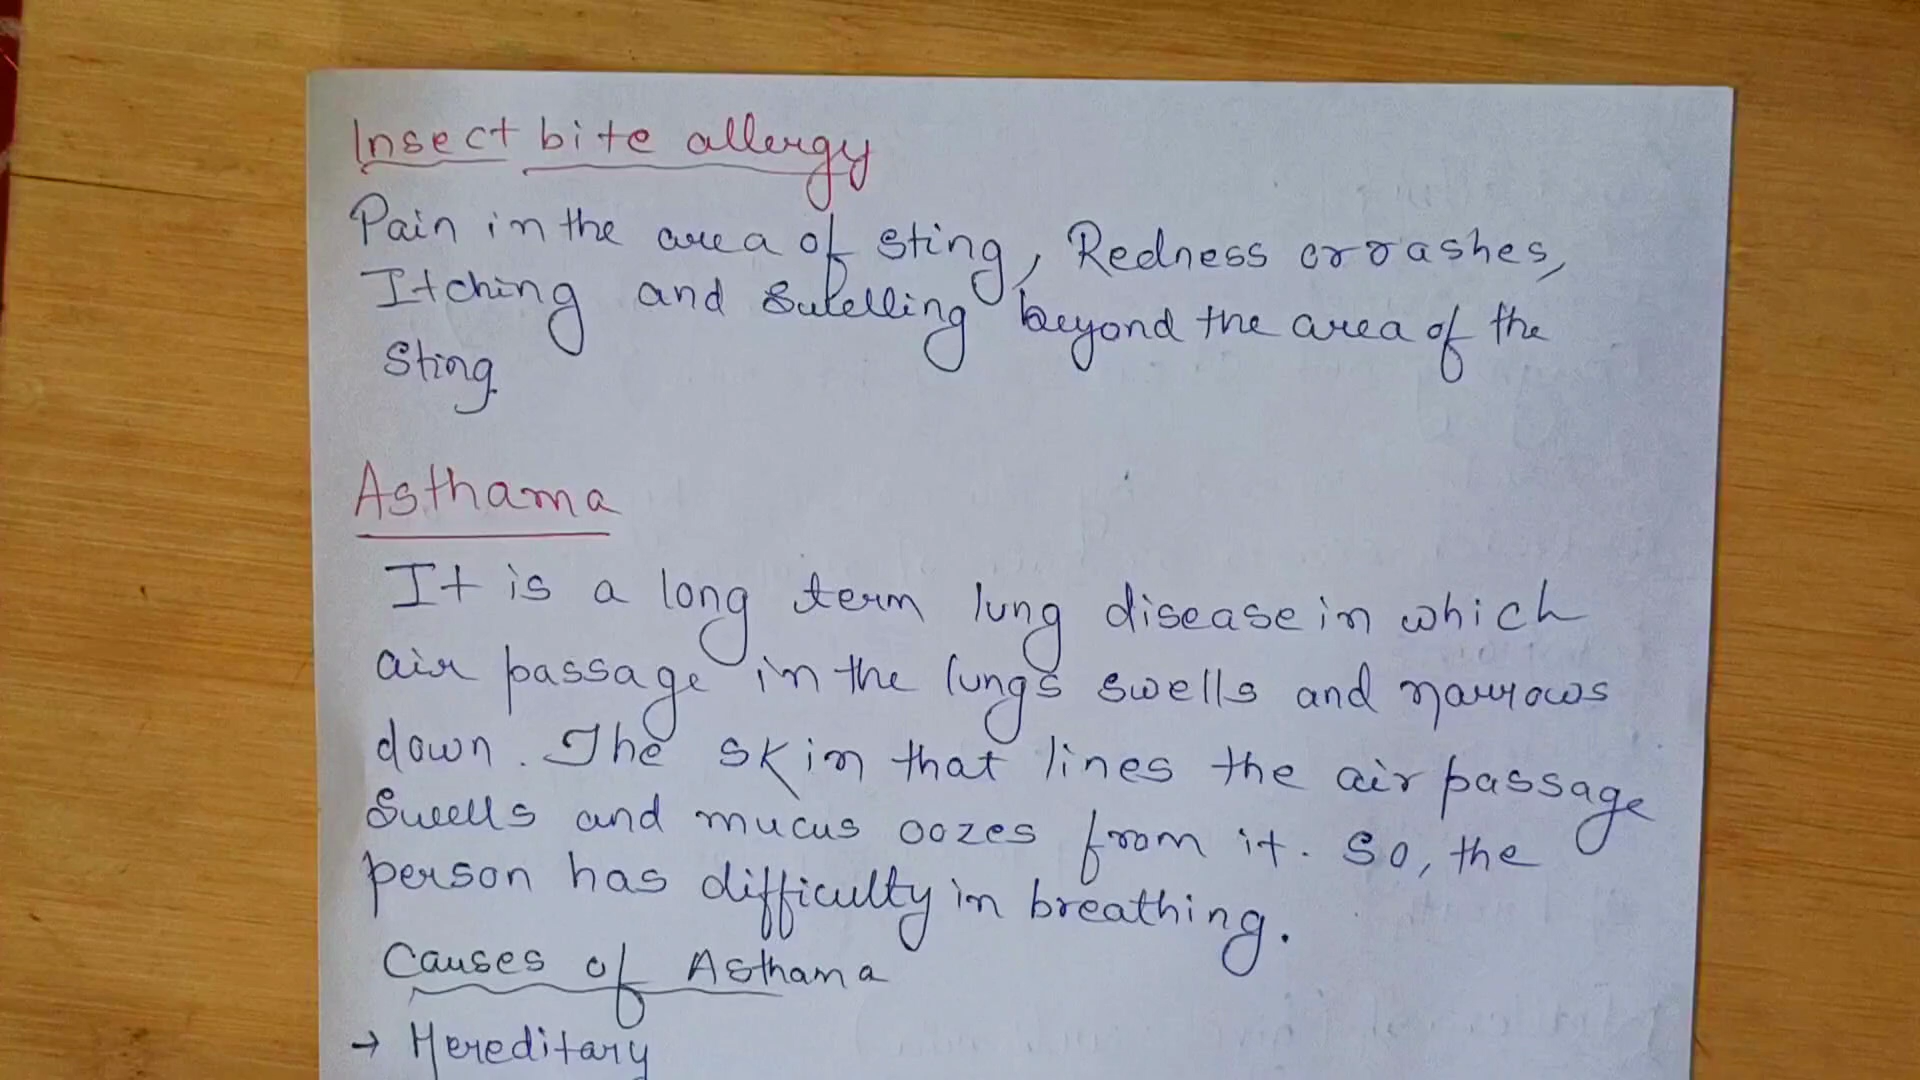 Insect bite allergy
Pain in the area of sting, Redness or rashes,
Itching and Swelling beyond the area of the
Sting
Asthama
It is a long term lung disease in which
air passage in the lungs swells and narrows
down. The skin that lines the air passage
Swells and mucus oozes from it. So, the
person has difficulty in breathing.
Causes of Asthama
→ Hereditary